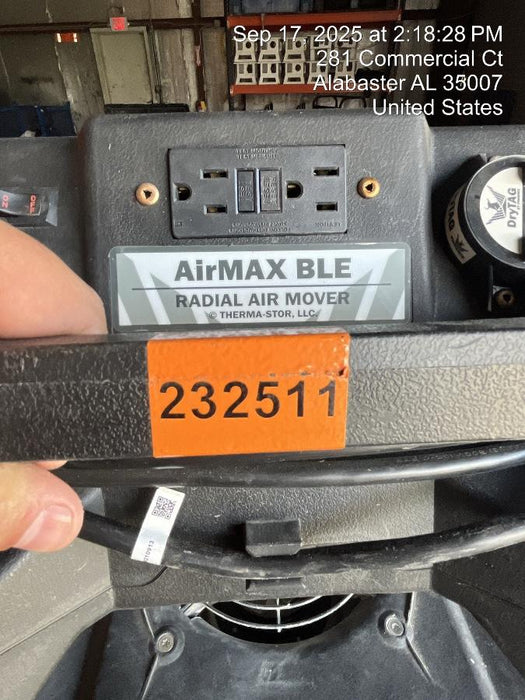 Sep 17, 2025 at 2:18:28 PM
281 Commercial Ct
Alabaster AL 35007
United States
DryTAG
AirMAX BLE
RADIAL AIR MOVER
© THERMA-STOR, LLC.
232511